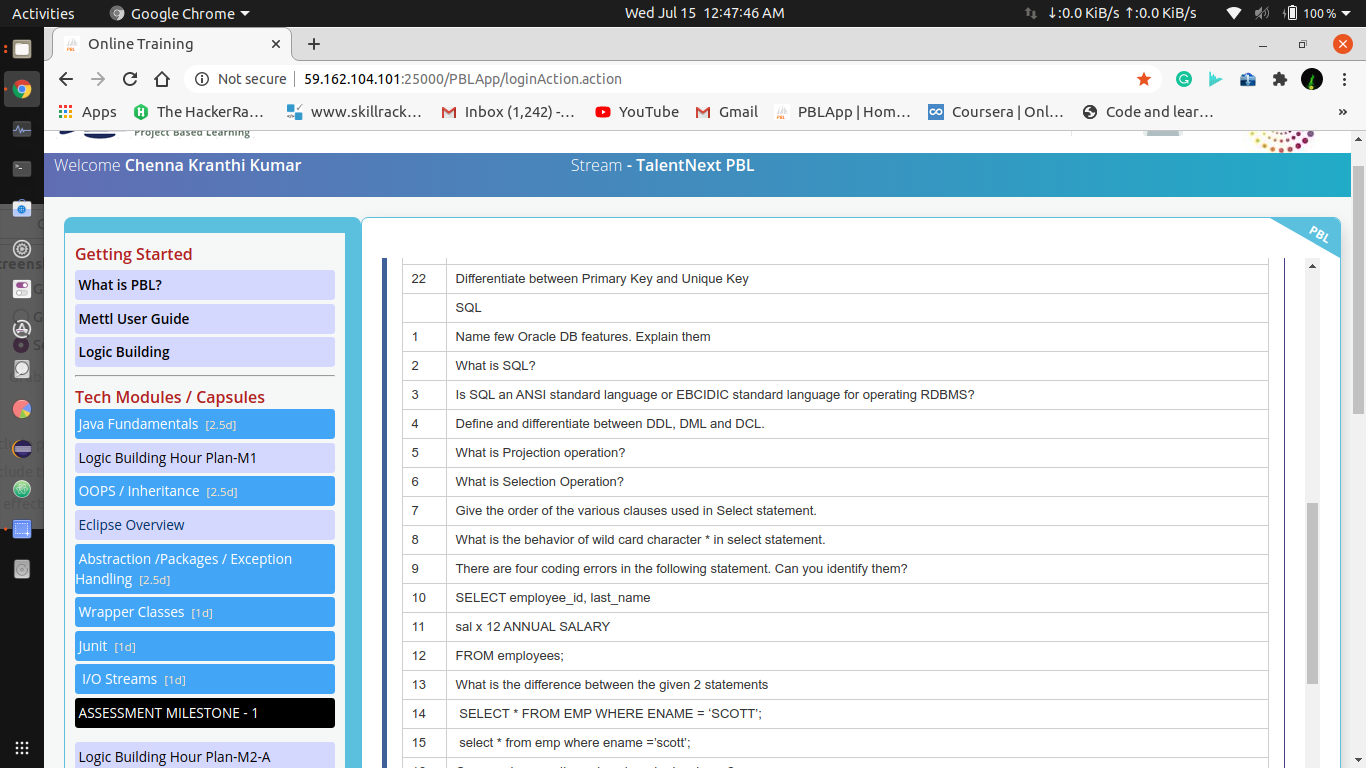 Activities
Google Chrome
Wed Jul 15 12:47:46 AM
↓:0.0 KiB/s ↑:0.0 KiB/s
100 %
Online Training
Not secure
59.162.104.101:25000/PBLApp/loginAction.action
Apps
The HackerRa…
www.skillrack…
Inbox (1,242) -…
YouTube
Gmail
PBLApp | Hom…
Coursera | Onl…
Code and lear…
»
Project Based Learning
Welcome Chenna Kranthi Kumar
Stream - TalentNext PBL
PBL
Getting Started
What is PBL?
Mettl User Guide
Logic Building
Tech Modules / Capsules
Java Fundamentals [2.5d]
Logic Building Hour Plan-M1
OOPS / Inheritance [2.5d]
Eclipse Overview
Abstraction /Packages / Exception
Handling [2.5d]
Wrapper Classes [1d]
Junit [1d]
I/O Streams [1d]
ASSESSMENT MILESTONE - 1
Logic Building Hour Plan-M2-A
22 Differentiate between Primary Key and Unique Key
SQL
1 Name few Oracle DB features. Explain them
2 What is SQL?
3 Is SQL an ANSI standard language or EBCIDIC standard language for operating RDBMS?
4 Define and differentiate between DDL, DML and DCL.
5 What is Projection operation?
6 What is Selection Operation?
7 Give the order of the various clauses used in Select statement.
8 What is the behavior of wild card character * in select statement.
9 There are four coding errors in the following statement. Can you identify them?
10 SELECT employee_id, last_name
11 sal x 12 ANNUAL SALARY
12 FROM employees;
13 What is the difference between the given 2 statements
14 SELECT * FROM EMP WHERE ENAME = ‘SCOTT’;
15 select * from emp where ename =’scott’;